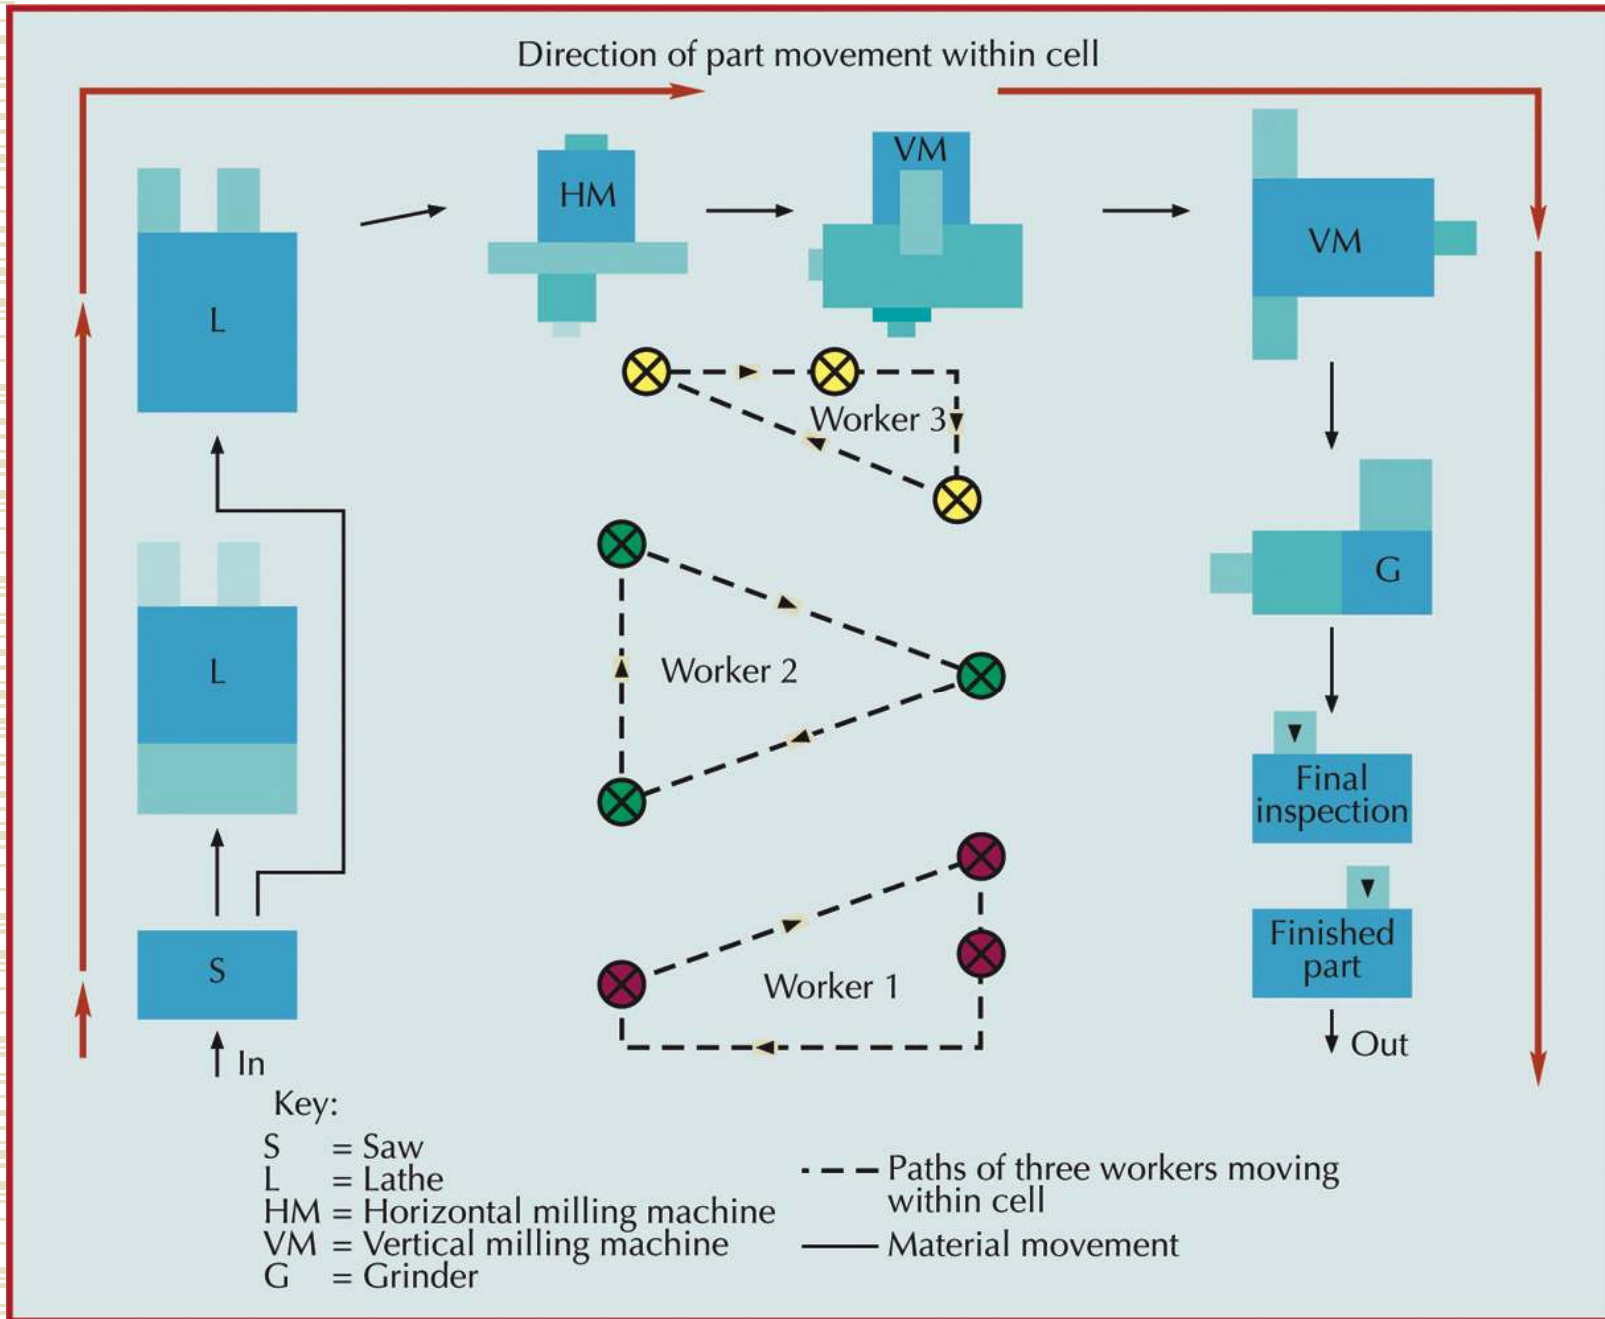 Direction of part movement within cell
VM
HM
VM
L
Worker 3
G
L
Worker 2
Final
inspection
Finished
part
S
Worker 1
In
Out
Key:
S = Saw
L = Lathe
HM = Horizontal milling machine
VM = Vertical milling machine
G = Grinder
Paths of three workers moving
within cell
Material movement